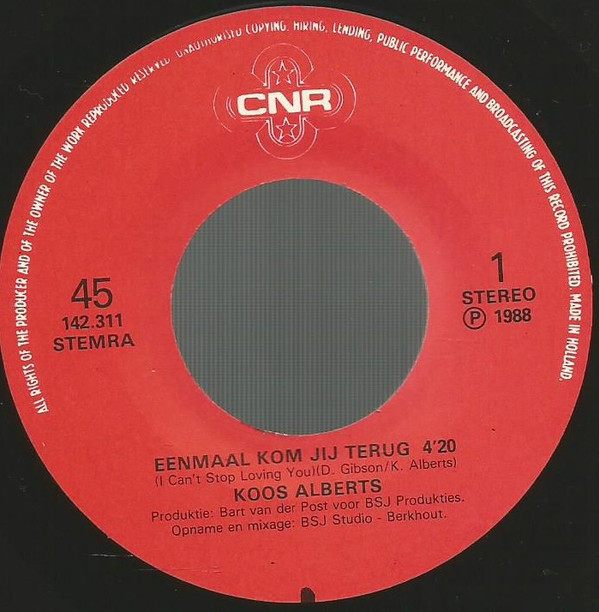 ALL RIGHTS OF THE PRODUCER AND OF THE OWNER OF THE WORK REPRODUCED RESERVED UNAUTHORISED COPYING, HIRING, LENDING, PUBLIC PERFORMANCE AND BROADCASTING OF THIS RECORD PROHIBITED. MADE IN HOLLAND.
CNR
45
142.311
STEMRA
1
STEREO
Ⓟ 1988
EENMAAL KOM JIJ TERUG 4'20
(I Can't Stop Loving You)(D. Gibson/K. Alberts)
KOOS ALBERTS
Produktie: Bart van der Post voor BSJ Produkties.
Opname en mixage: BSJ Studio - Berkhout.